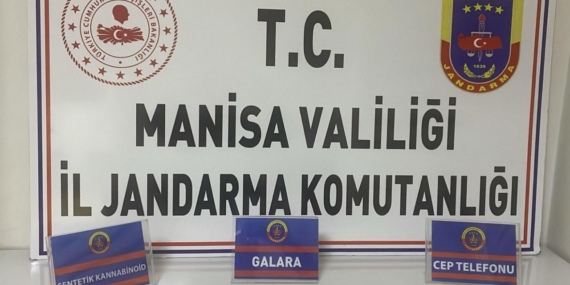 T.C.
JANDARMA
MANİSA VALİLİĞİ
İL JANDARMA KOMUTANLIĞI
SENTETİK KANNABİNOİD
GALARA
CEP TELEFONU